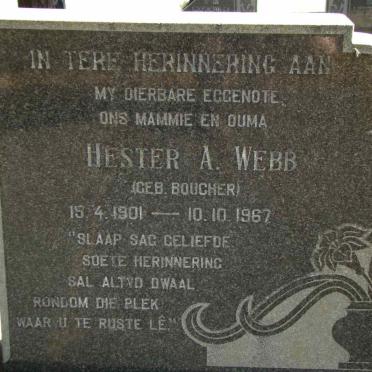 IN TERE HERINNERING AAN
MY DIERBARE EGGENOTE,
ONS MAMMIE EN OUMA
HESTER A. WEBB
(GEB. BOUCHER)
15.4.1901 — 10.10.1967
"SLAAP SAG GELIEFDE
SOETE HERINNERING
SAL ALTYD DWAAL
RONDOM DIE PLEK
WAAR U TE RUSTE LÊ."